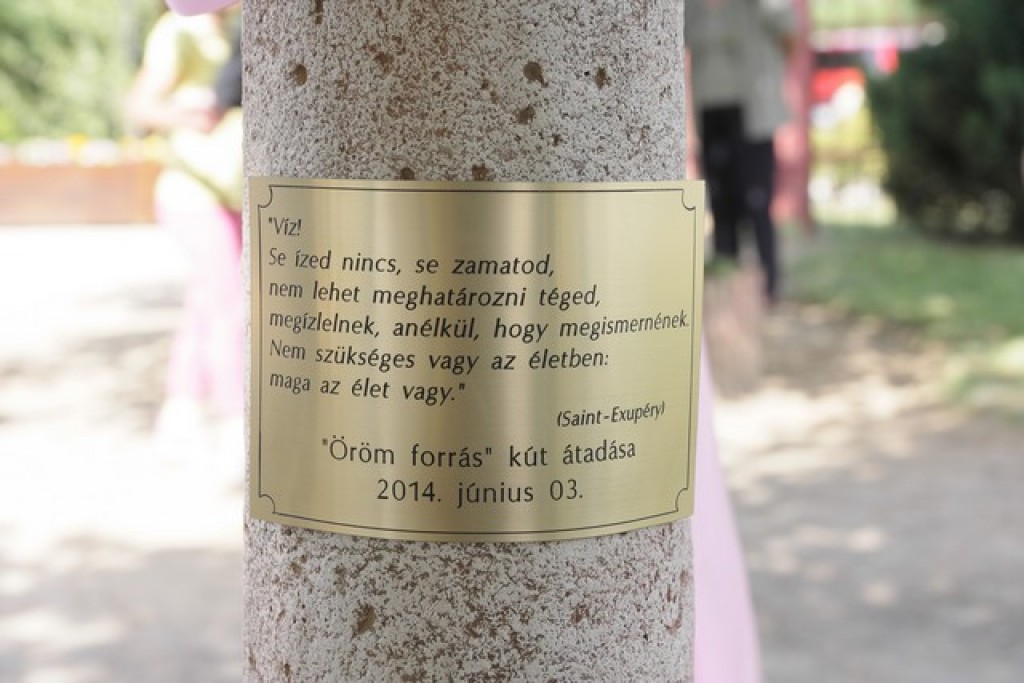 "Víz!
Se ízed nincs, se zamatod,
nem lehet meghatározni téged,
megízlelnek, anélkül, hogy megismernének.
Nem szükséges vagy az életben:
maga az élet vagy."
(Saint-Exupéry)
"Öröm forrás" kút átadása
2014. június 03.